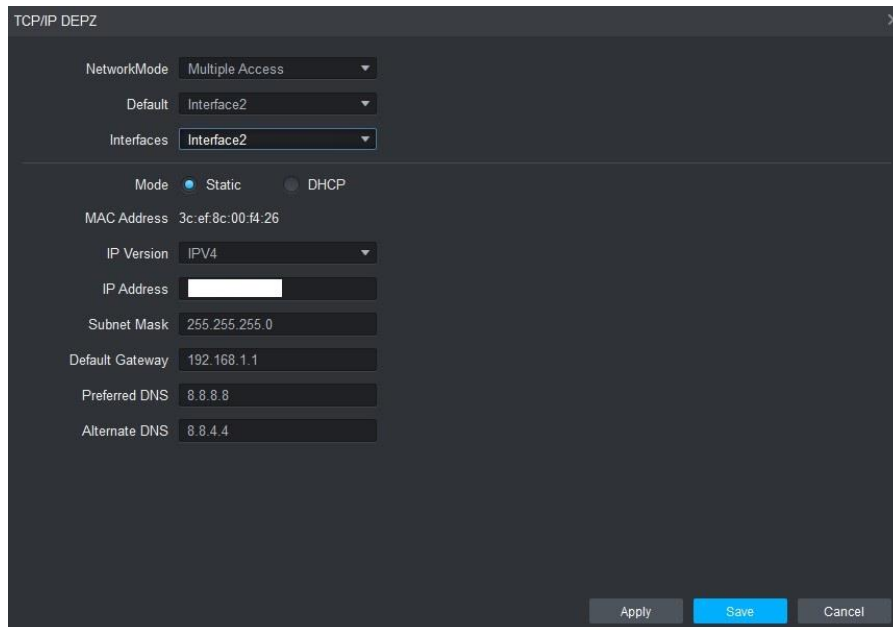 TCP/IP DEPZ
NetworkMode Multiple Access
Default Interface2
Interfaces Interface2
Mode Static DHCP
MAC Address 3c:ef:8c:00:f4:26
IP Version IPV4
IP Address
Subnet Mask 255.255.255.0
Default Gateway 192.168.1.1
Preferred DNS 8.8.8.8
Alternate DNS 8.8.4.4
Apply Save Cancel